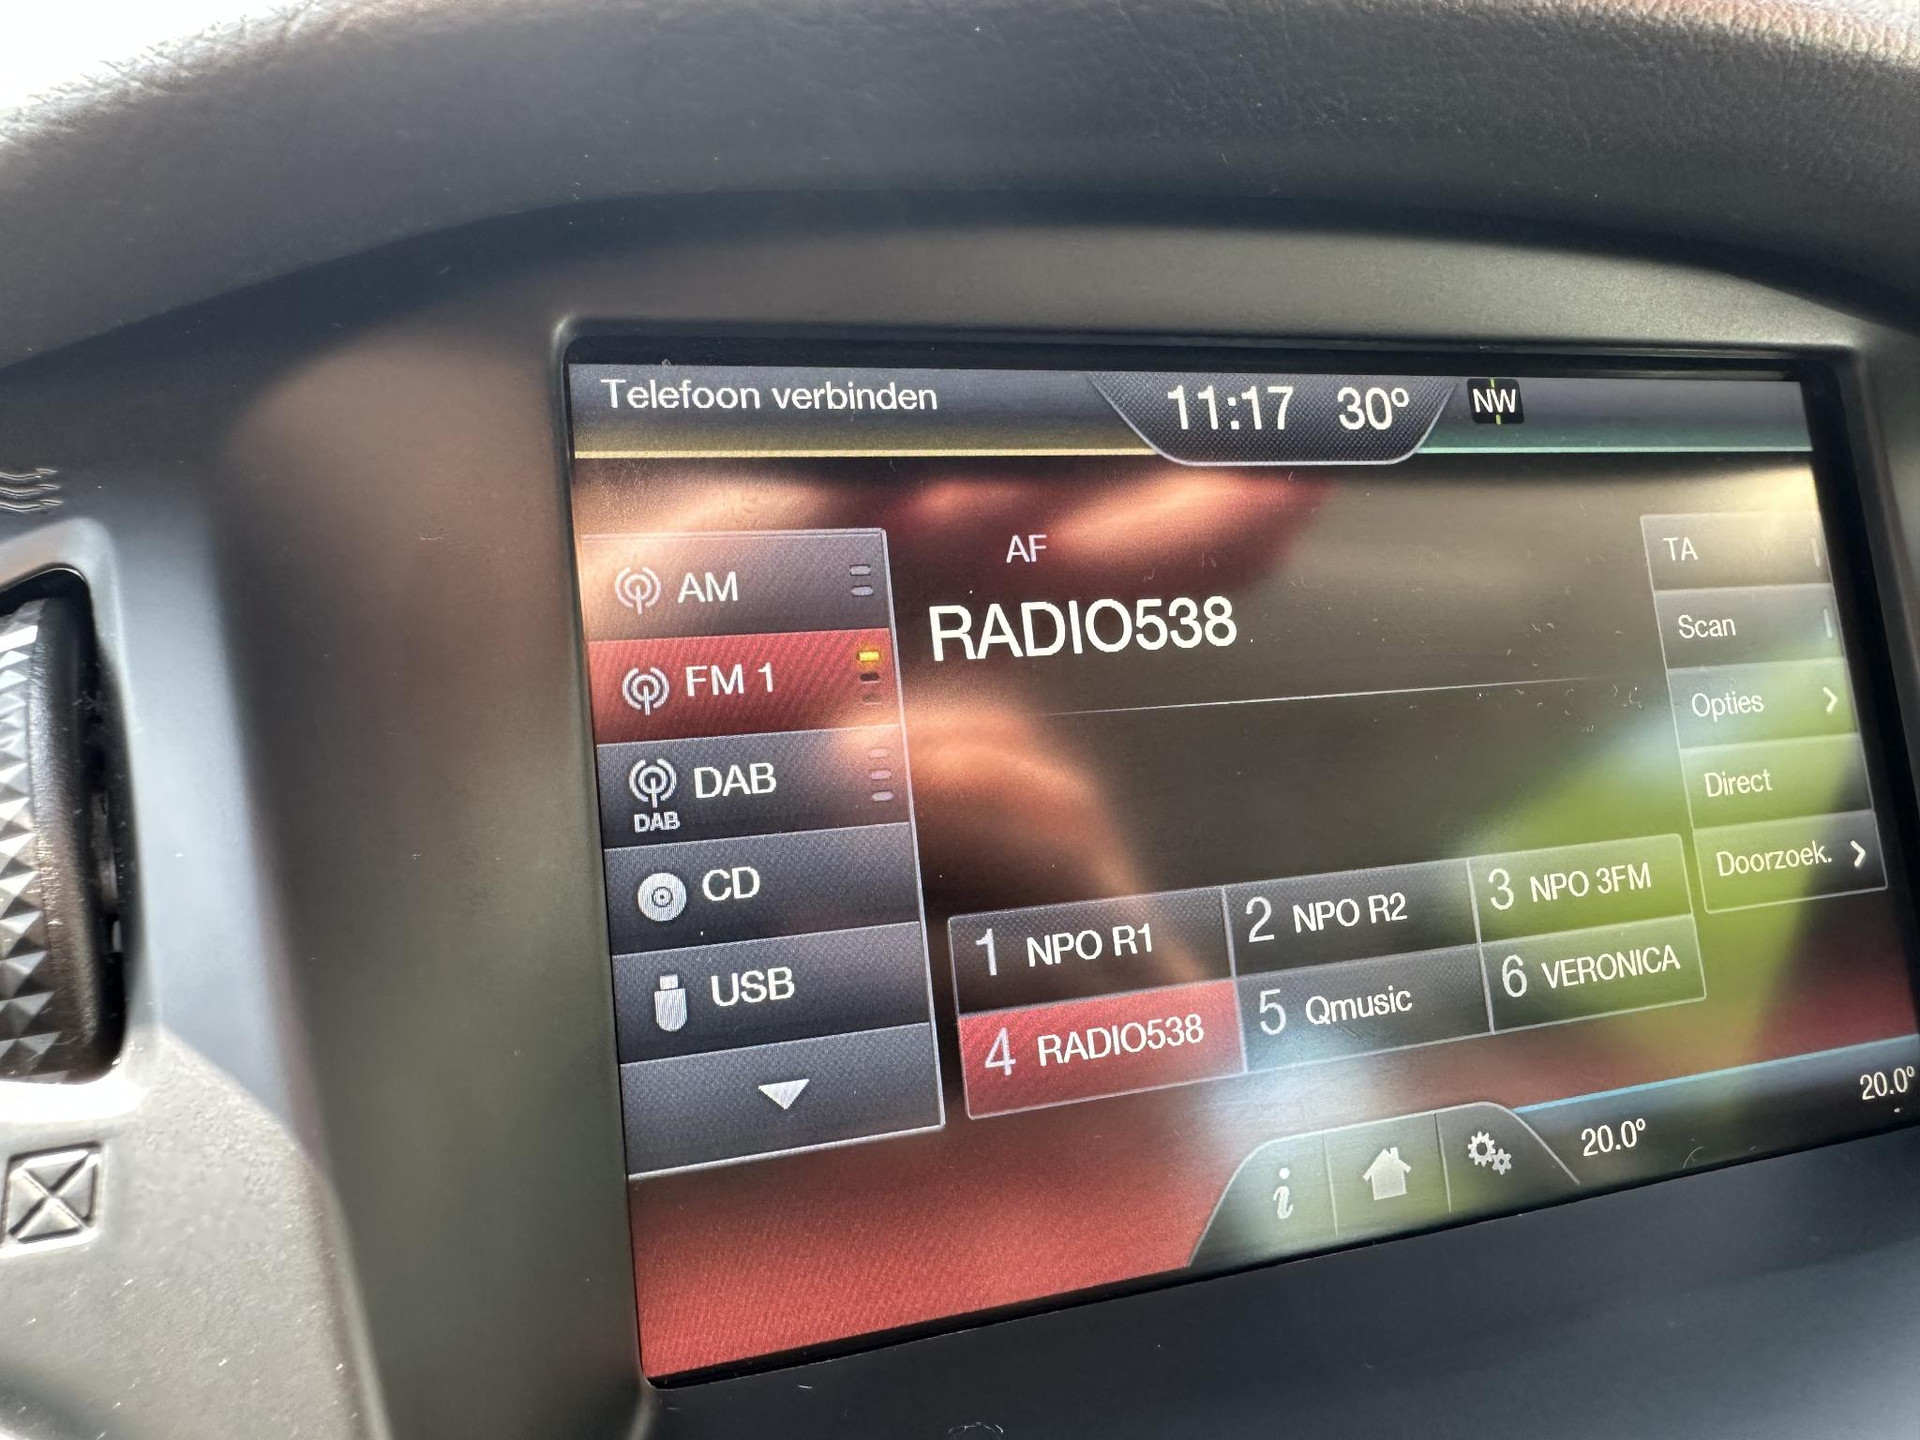 Telefoon verbinden
11:17 30° NW
AM
FM 1
DAB
DAB
CD
USB
AF
RADIO538
1 NPO R1
2 NPO R2
3 NPO 3FM
4 RADIO538
5 Qmusic
6 VERONICA
TA
Scan
Opties
Direct
Doorzoek.
i
20.0°
20.0°